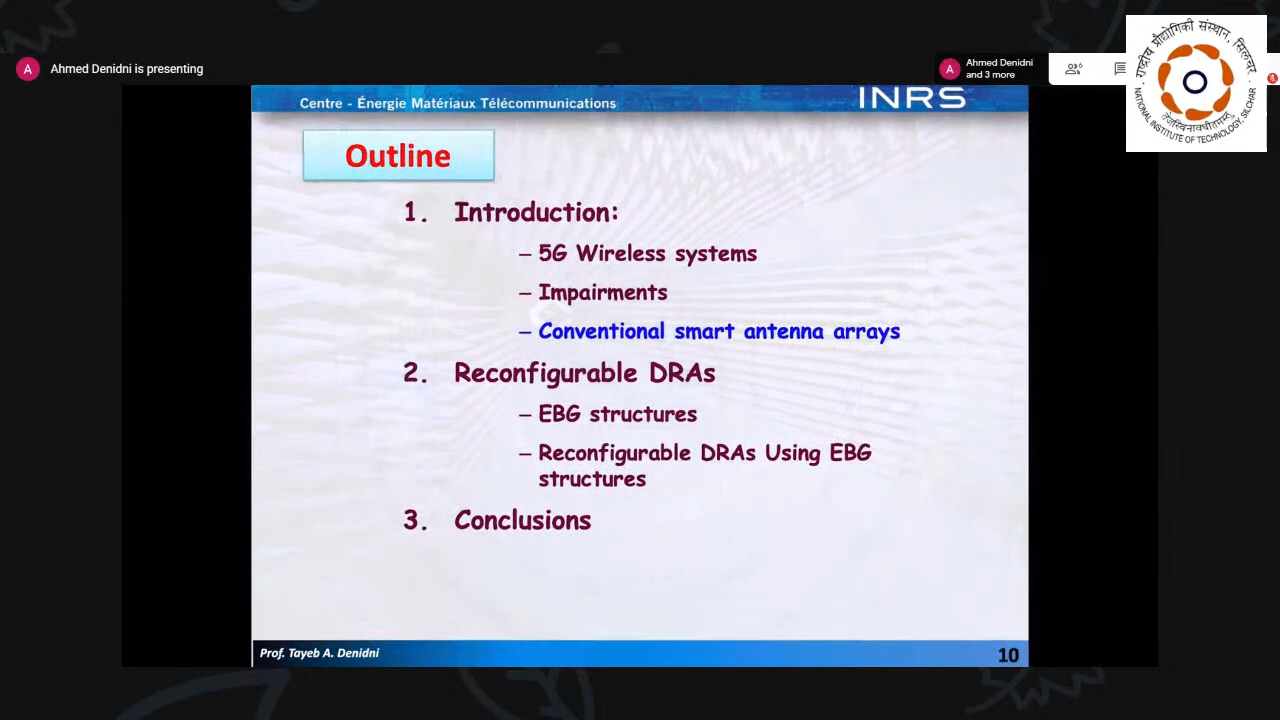 Ahmed Denidni is presenting
Ahmed Denidni
and 3 more
राष्ट्रीय प्रौद्योगिकी संस्थान, सिलचर
NATIONAL INSTITUTE OF TECHNOLOGY, SILCHAR
Centre - Énergie Matériaux Télécommunications
INRS
Outline
1. Introduction:
– 5G Wireless systems
– Impairments
– Conventional smart antenna arrays
2. Reconfigurable DRAs
– EBG structures
– Reconfigurable DRAs Using EBG
structures
3. Conclusions
Prof. Tayeb A. Denidni
10